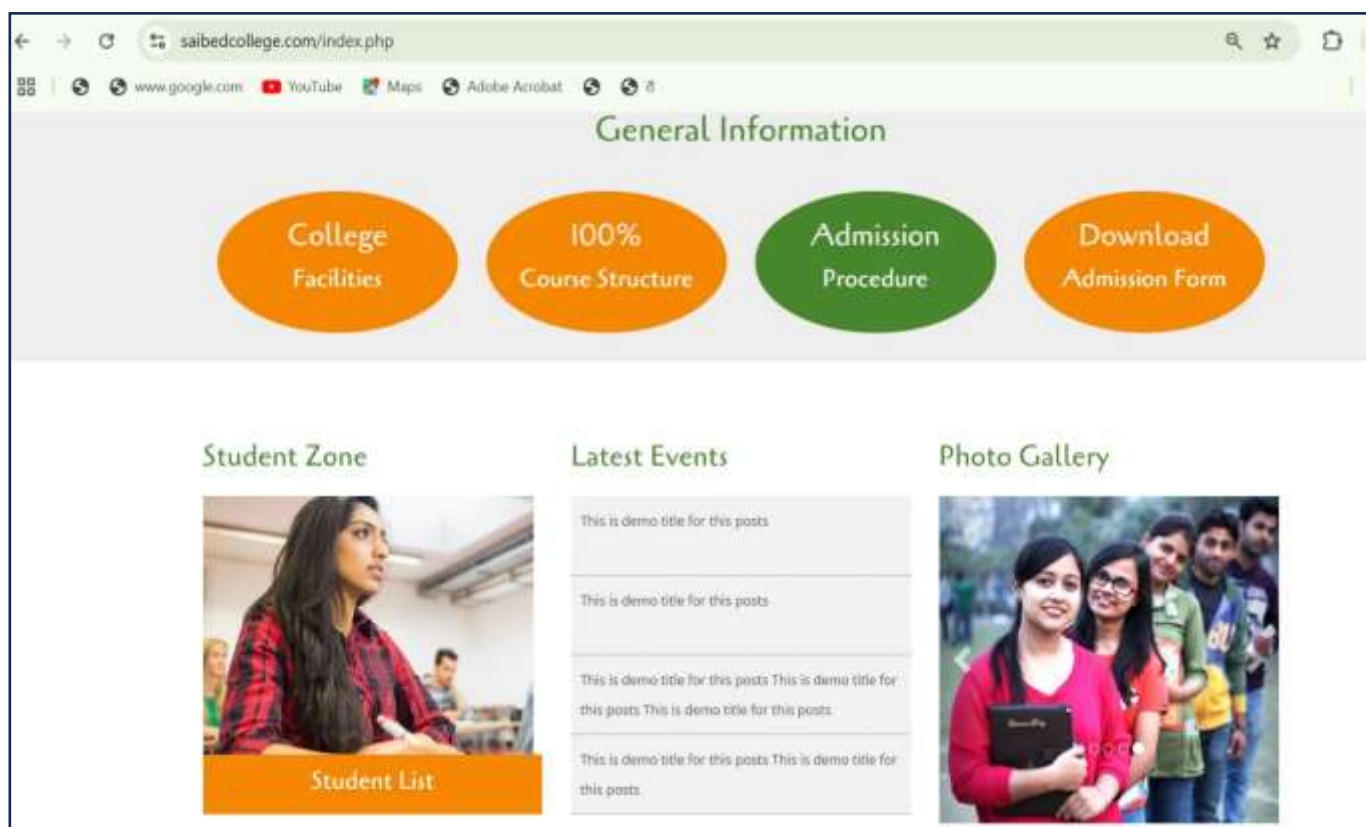 saibedcollege.com/index.php
www.google.com YouTube Maps Adobe Acrobat
General Information
College
Facilities
100%
Course Structure
Admission
Procedure
Download
Admission Form
Student Zone
Student List
Latest Events
This is demo title for this posts
This is demo title for this posts
This is demo title for this posts This is demo title for
this posts This is demo title for this posts
This is demo title for this posts This is demo title for
this posts
Photo Gallery